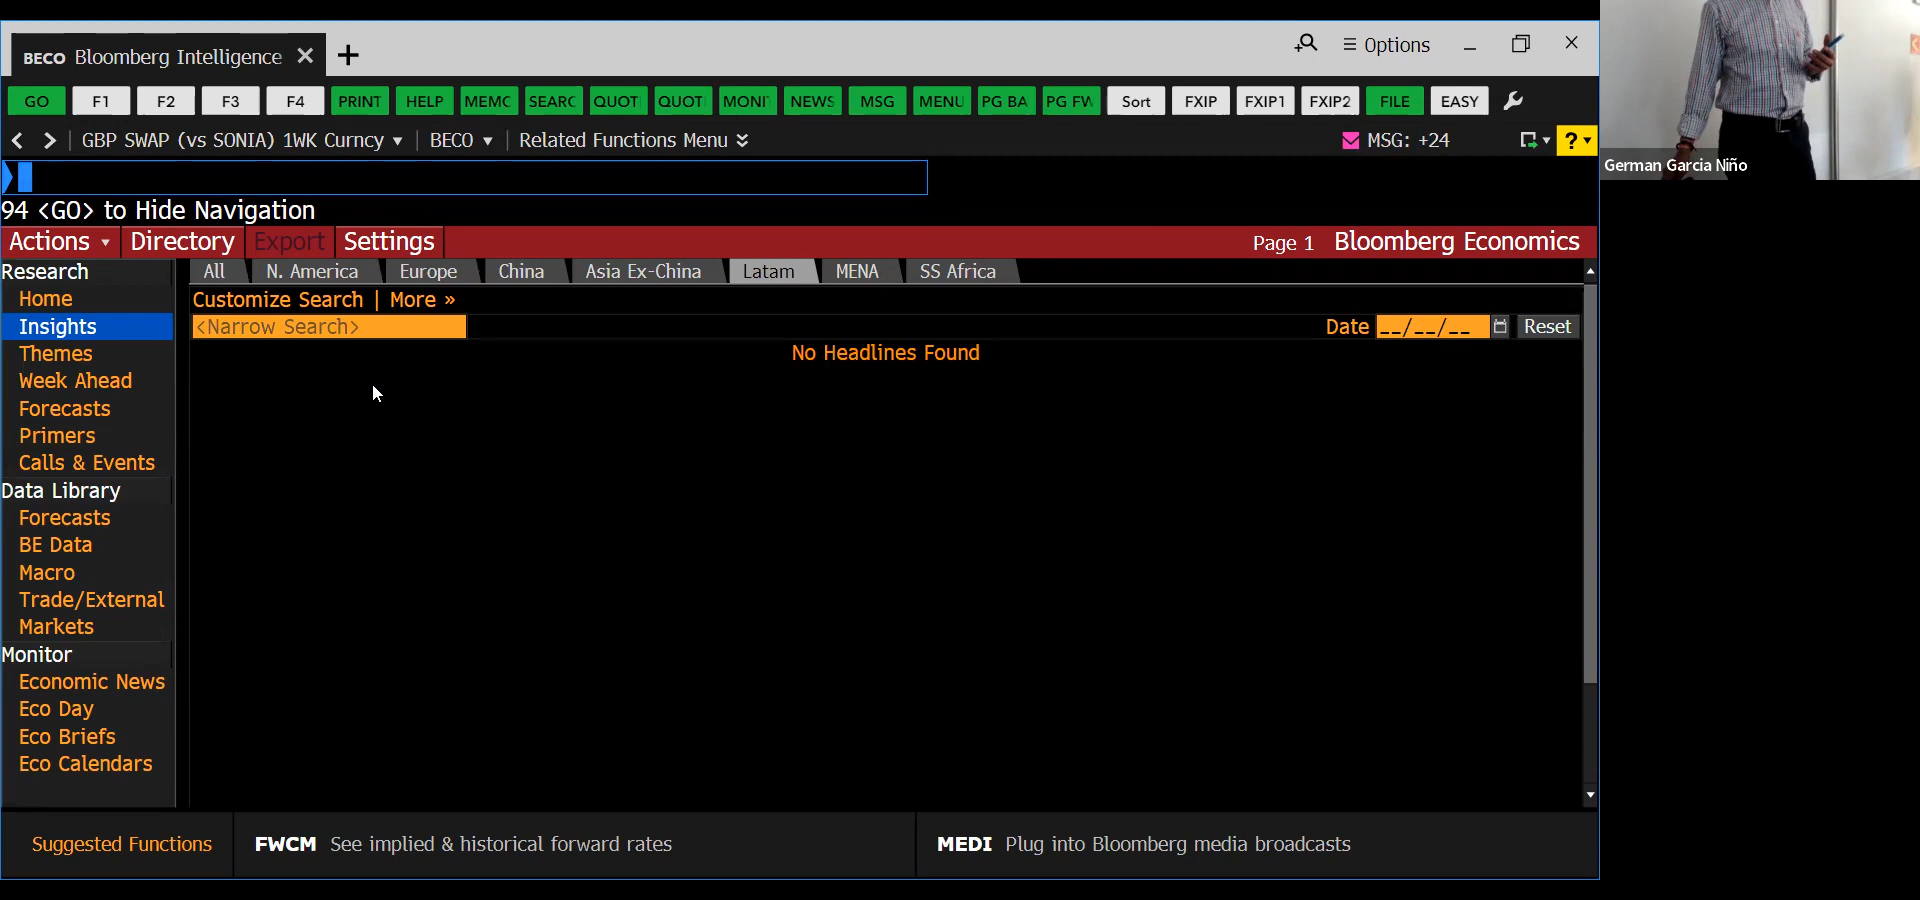 BECO Bloomberg Intelligence
Options
GO F1 F2 F3 F4 PRINT HELP MEMC SEARC QUOT QUOT MONI NEWS MSG MENU PG BA PG FW Sort FXIP FXIP1 FXIP2 FILE EASY
GBP SWAP (vs SONIA) 1WK Curncy BECO Related Functions Menu MSG: +24 ?
German Garcia Niño
94 <GO> to Hide Navigation
Actions Directory Export Settings Page 1 Bloomberg Economics
Research
Home
Insights
Themes
Week Ahead
Forecasts
Primers
Calls & Events
Data Library
Forecasts
BE Data
Macro
Trade/External
Markets
Monitor
Economic News
Eco Day
Eco Briefs
Eco Calendars
All N. America Europe China Asia Ex-China Latam MENA SS Africa
Customize Search | More »
<Narrow Search> Date __/__/__ Reset
No Headlines Found
Suggested Functions FWCM See implied & historical forward rates MEDI Plug into Bloomberg media broadcasts